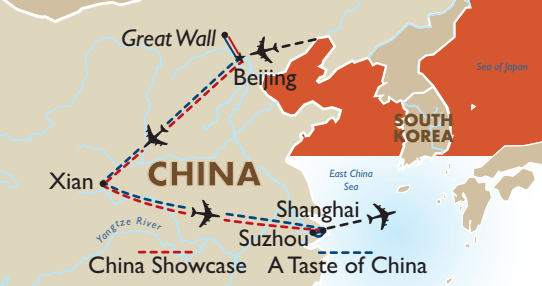 Great Wall
Beijing
Sea of Japan
SOUTH
KOREA
CHINA
East China
Sea
Xian
Shanghai
Yangtze River
Suzhou
China Showcase
A Taste of China